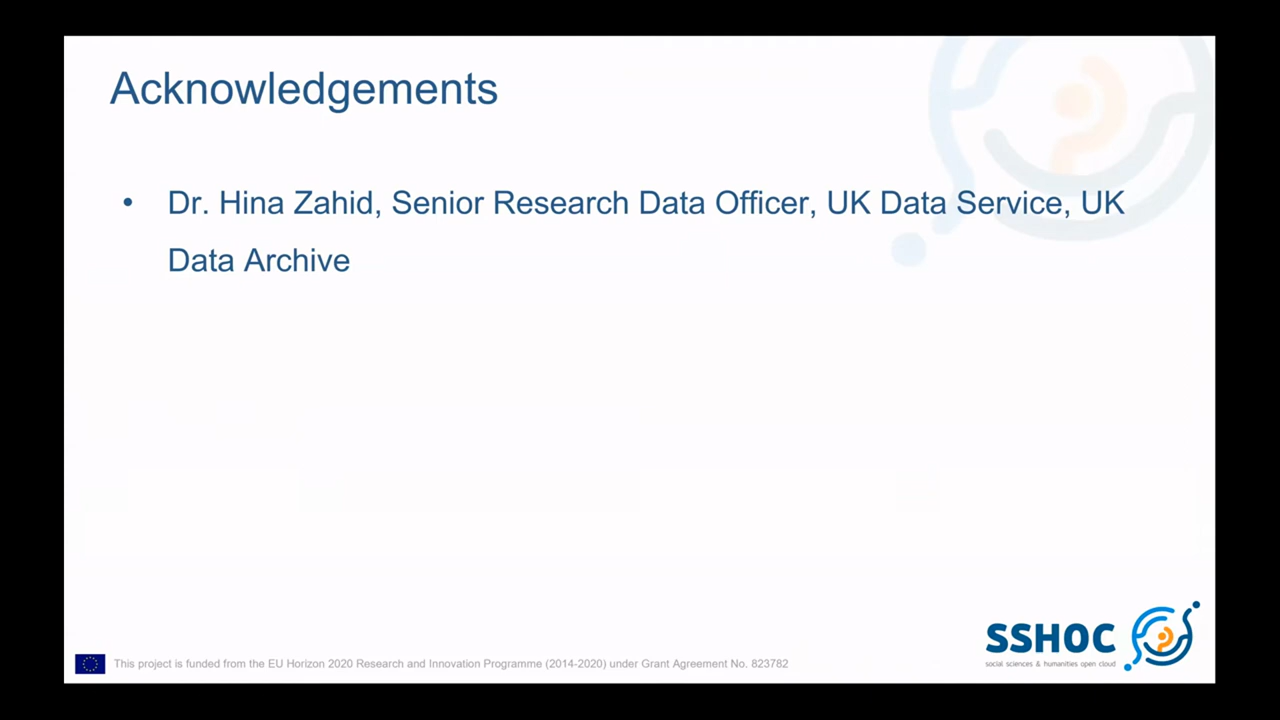 Acknowledgements
• Dr. Hina Zahid, Senior Research Data Officer, UK Data Service, UK
Data Archive
SSHOC
social sciences & humanities open cloud
This project is funded from the EU Horizon 2020 Research and Innovation Programme (2014-2020) under Grant Agreement No. 823782